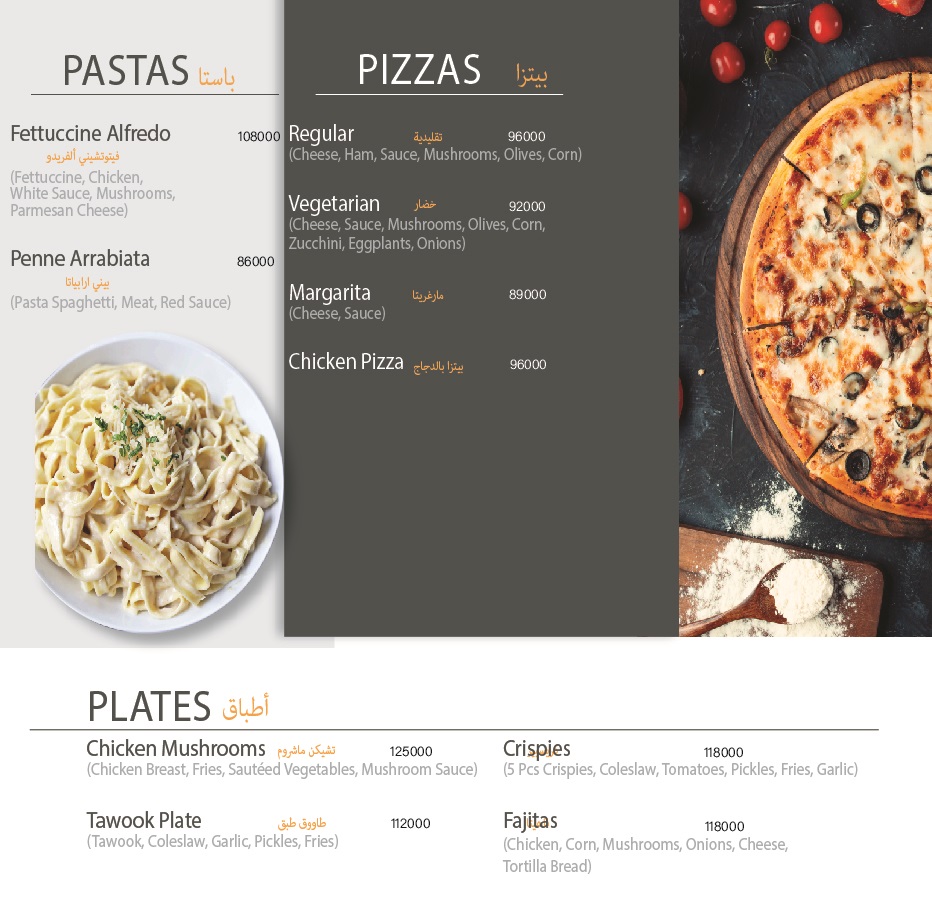 PASTAS باستا
Fettuccine Alfredo 108000
فيتوتشيني ألفريدو
(Fettuccine, Chicken,
White Sauce, Mushrooms,
Parmesan Cheese)
Penne Arrabiata 86000
بيني ارابياتا
(Pasta Spaghetti, Meat, Red Sauce)
PIZZAS بيتزا
Regular تقليدية 96000
(Cheese, Ham, Sauce, Mushrooms, Olives, Corn)
Vegetarian خضار 92000
(Cheese, Sauce, Mushrooms, Olives, Corn,
Zucchini, Eggplants, Onions)
Margarita مارغريتا 89000
(Cheese, Sauce)
Chicken Pizza بيتزا بالدجاج 96000
PLATES أطباق
Chicken Mushrooms تشيكن ماشروم 125000
(Chicken Breast, Fries, Sautéed Vegetables, Mushroom Sauce)
Tawook Plate طاووق طبق 112000
(Tawook, Coleslaw, Garlic, Pickles, Fries)
Crispies 118000
(5 Pcs Crispies, Coleslaw, Tomatoes, Pickles, Fries, Garlic)
Fajitas 118000
(Chicken, Corn, Mushrooms, Onions, Cheese,
Tortilla Bread)